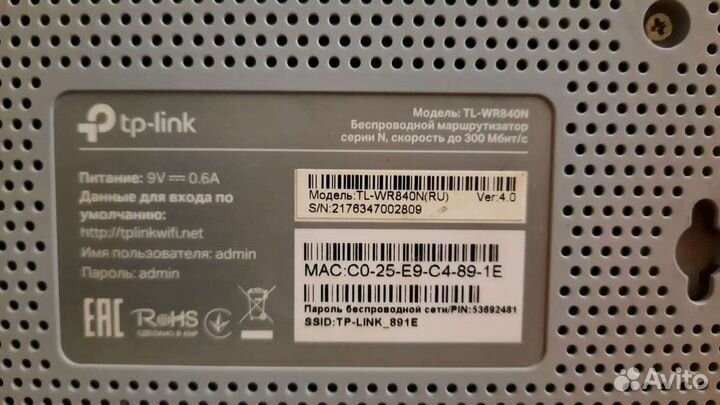 tp-link
Модель: TL-WR840N
Беспроводной маршрутизатор
серии N, скорость до 300 Мбит/с
Питание: 9V⎓0.6A
Данные для входа по
умолчанию:
http://tplinkwifi.net
Имя пользователя: admin
Пароль: admin
Модель:TL-WR840N(RU) Ver:4.0
S/N:2176347002809
MAC:C0-25-E9-C4-89-1E
Пароль беспроводной сети/PIN:53692481
SSID:TP-LINK_891E
EAC
RoHS
СДЕЛАНО В КНР
Avito